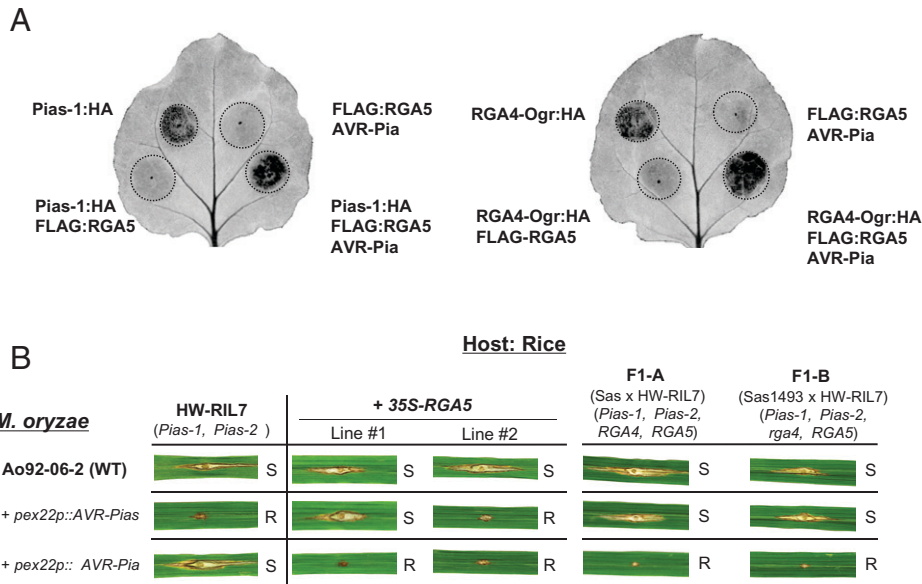 A
Pias-1:HA
FLAG:RGA5
AVR-Pia
Pias-1:HA
FLAG:RGA5
Pias-1:HA
FLAG:RGA5
AVR-Pia
RGA4-Ogr:HA
FLAG:RGA5
AVR-Pia
RGA4-Ogr:HA
FLAG-RGA5
RGA4-Ogr:HA
FLAG:RGA5
AVR-Pia
B
Host: Rice
M. oryzae
HW-RIL7
(Pias-1, Pias-2 )
+ 35S-RGA5
Line #1
Line #2
F1-A
(Sas x HW-RIL7)
(Pias-1, Pias-2,
RGA4, RGA5)
F1-B
(Sas1493 x HW-RIL7)
(Pias-1, Pias-2,
rga4, RGA5)
Ao92-06-2 (WT) S S S S S
+ pex22p::AVR-Pias R S R S S
+ pex22p:: AVR-Pia S R R R R